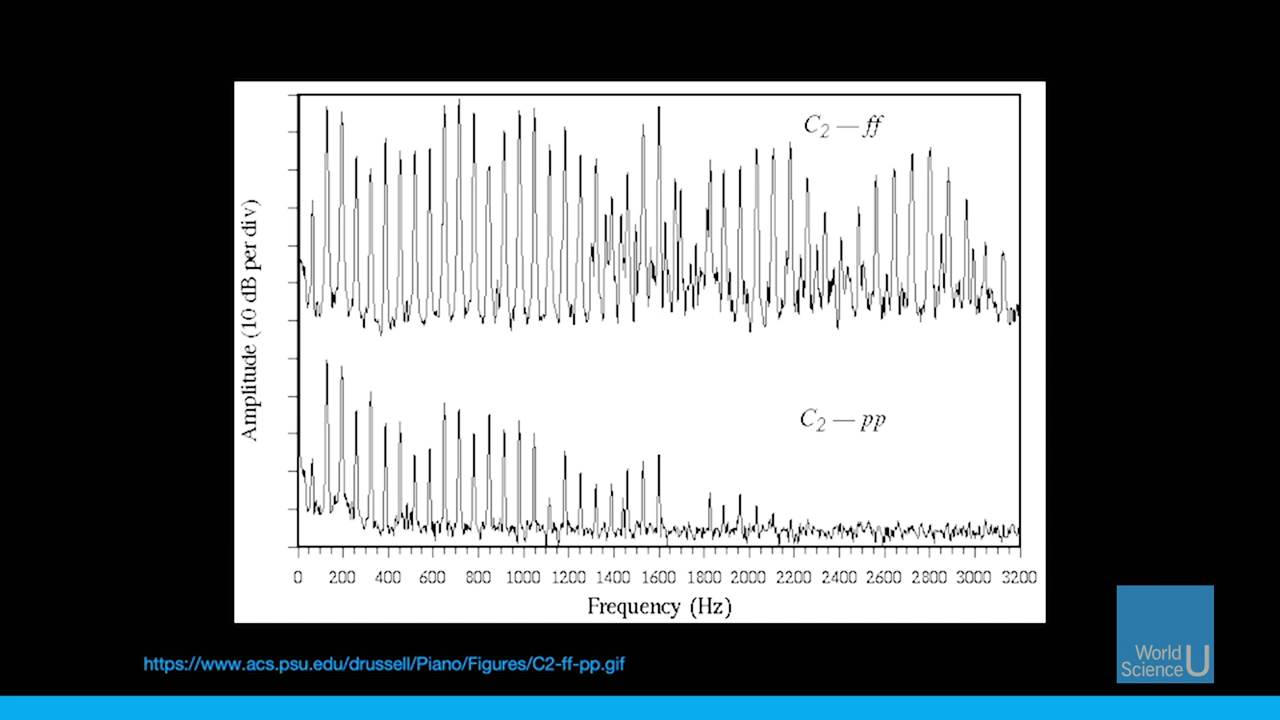 C2 — ff
Amplitude (10 dB per div)
C2 — pp
0 200 400 600 800 1000 1200 1400 1600 1800 2000 2200 2400 2600 2800 3000 3200
Frequency (Hz)
https://www.acs.psu.edu/drussell/Piano/Figures/C2-ff-pp.gif
World
Science U